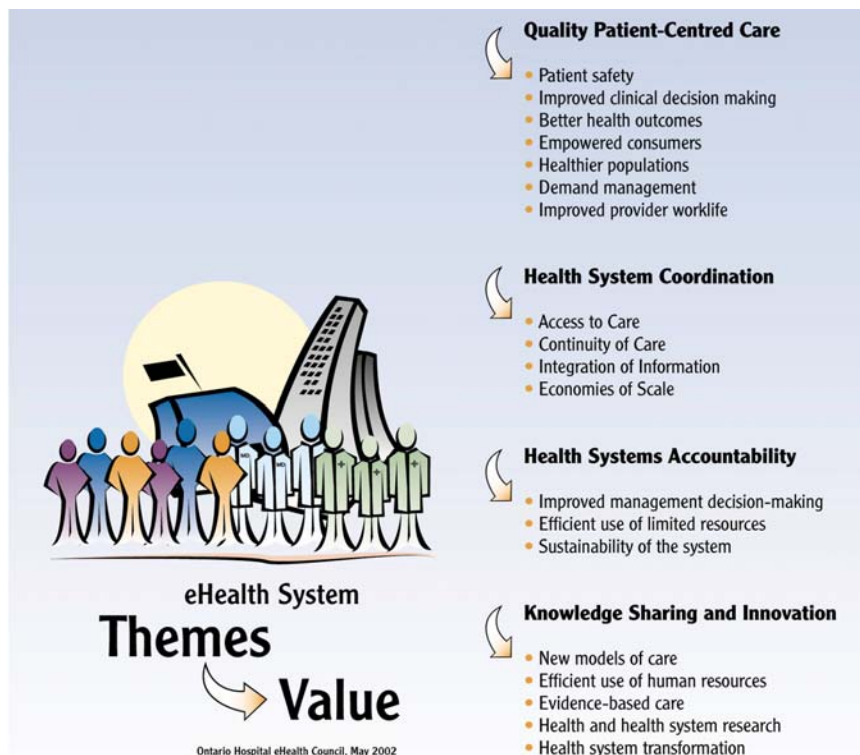 Quality Patient-Centred Care
• Patient safety
• Improved clinical decision making
• Better health outcomes
• Empowered consumers
• Healthier populations
• Demand management
• Improved provider worklife
Health System Coordination
• Access to Care
• Continuity of Care
• Integration of Information
• Economies of Scale
Health Systems Accountability
• Improved management decision-making
• Efficient use of limited resources
• Sustainability of the system
Knowledge Sharing and Innovation
• New models of care
• Efficient use of human resources
• Evidence-based care
• Health and health system research
• Health system transformation
MD
MD
eHealth System
Themes
Value
Ontario Hospital eHealth Council, May 2002